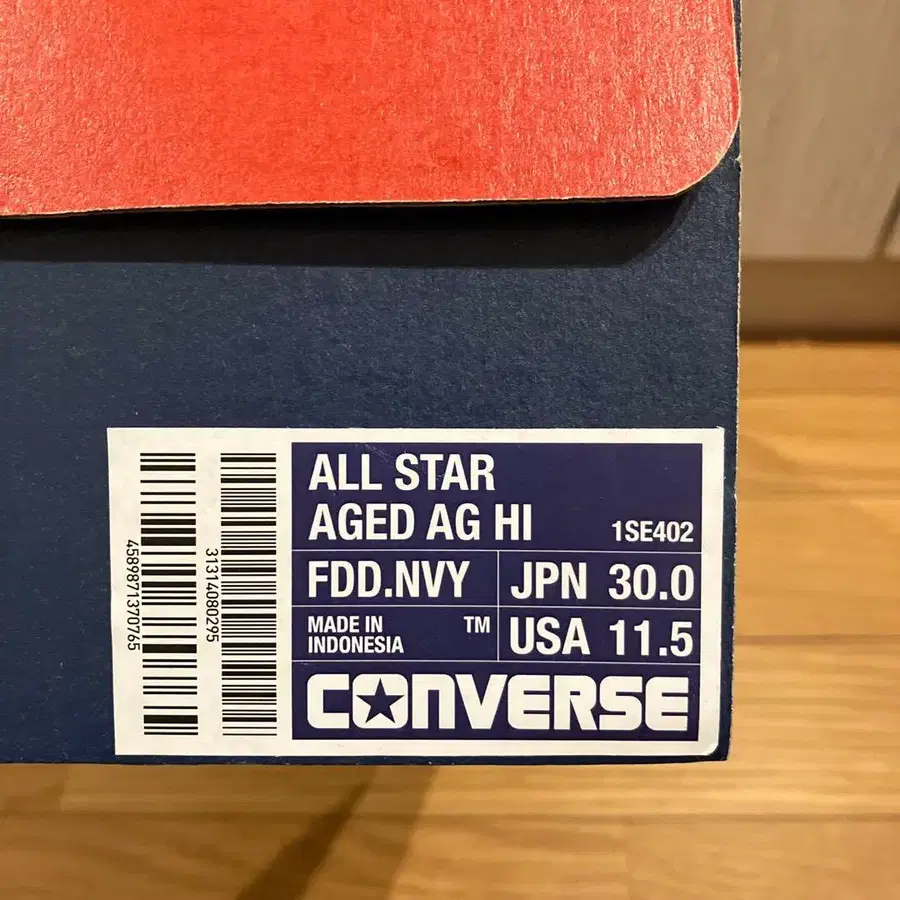 ALL STAR
AGED AG HI 1SE402
FDD.NVY JPN 30.0
MADE IN
INDONESIA ™ USA 11.5
CONVERSE
4589871370765
31314080295